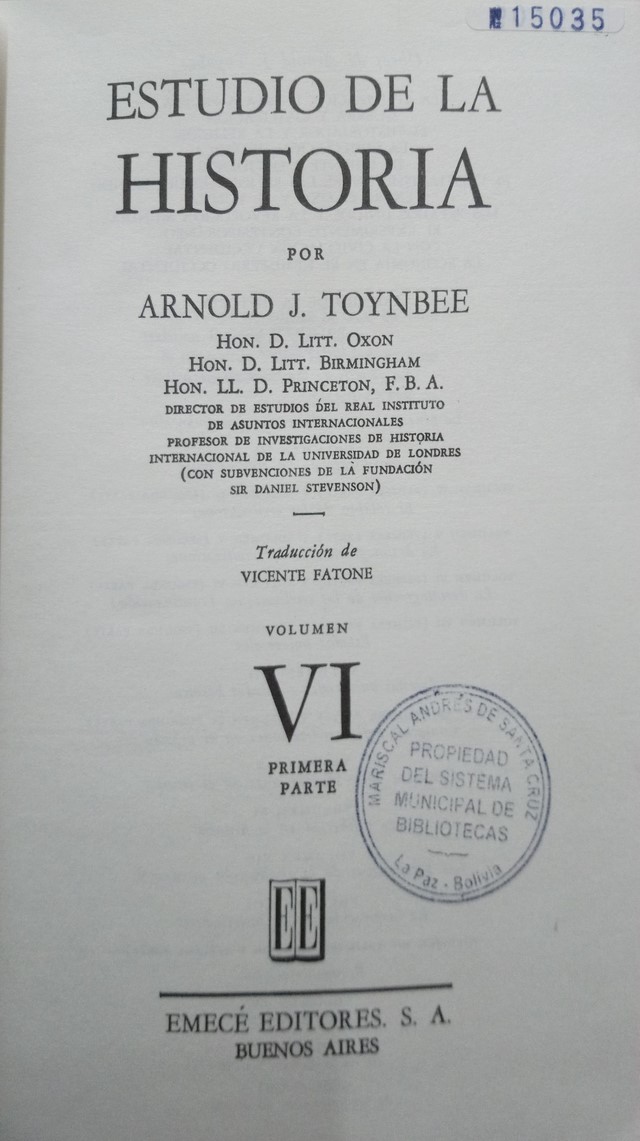 № 15035
ESTUDIO DE LA
HISTORIA
POR
ARNOLD J. TOYNBEE
HON. D. LITT. OXON
HON. D. LITT. BIRMINGHAM
HON. LL. D. PRINCETON, F. B. A.
DIRECTOR DE ESTUDIOS DEL REAL INSTITUTO
DE ASUNTOS INTERNACIONALES
PROFESOR DE INVESTIGACIONES DE HISTORIA
INTERNACIONAL DE LA UNIVERSIDAD DE LONDRES
(CON SUBVENCIONES DE LA FUNDACIÓN
SIR DANIEL STEVENSON)
Traducción de
VICENTE FATONE
VOLUMEN
VI
PRIMERA
PARTE
MARISCAL ANDRÉS DE SANTA CRUZ
PROPIEDAD
DEL SISTEMA
MUNICIPAL DE
BIBLIOTECAS
La Paz - Bolivia
EE
EMECÉ EDITORES. S. A.
BUENOS AIRES